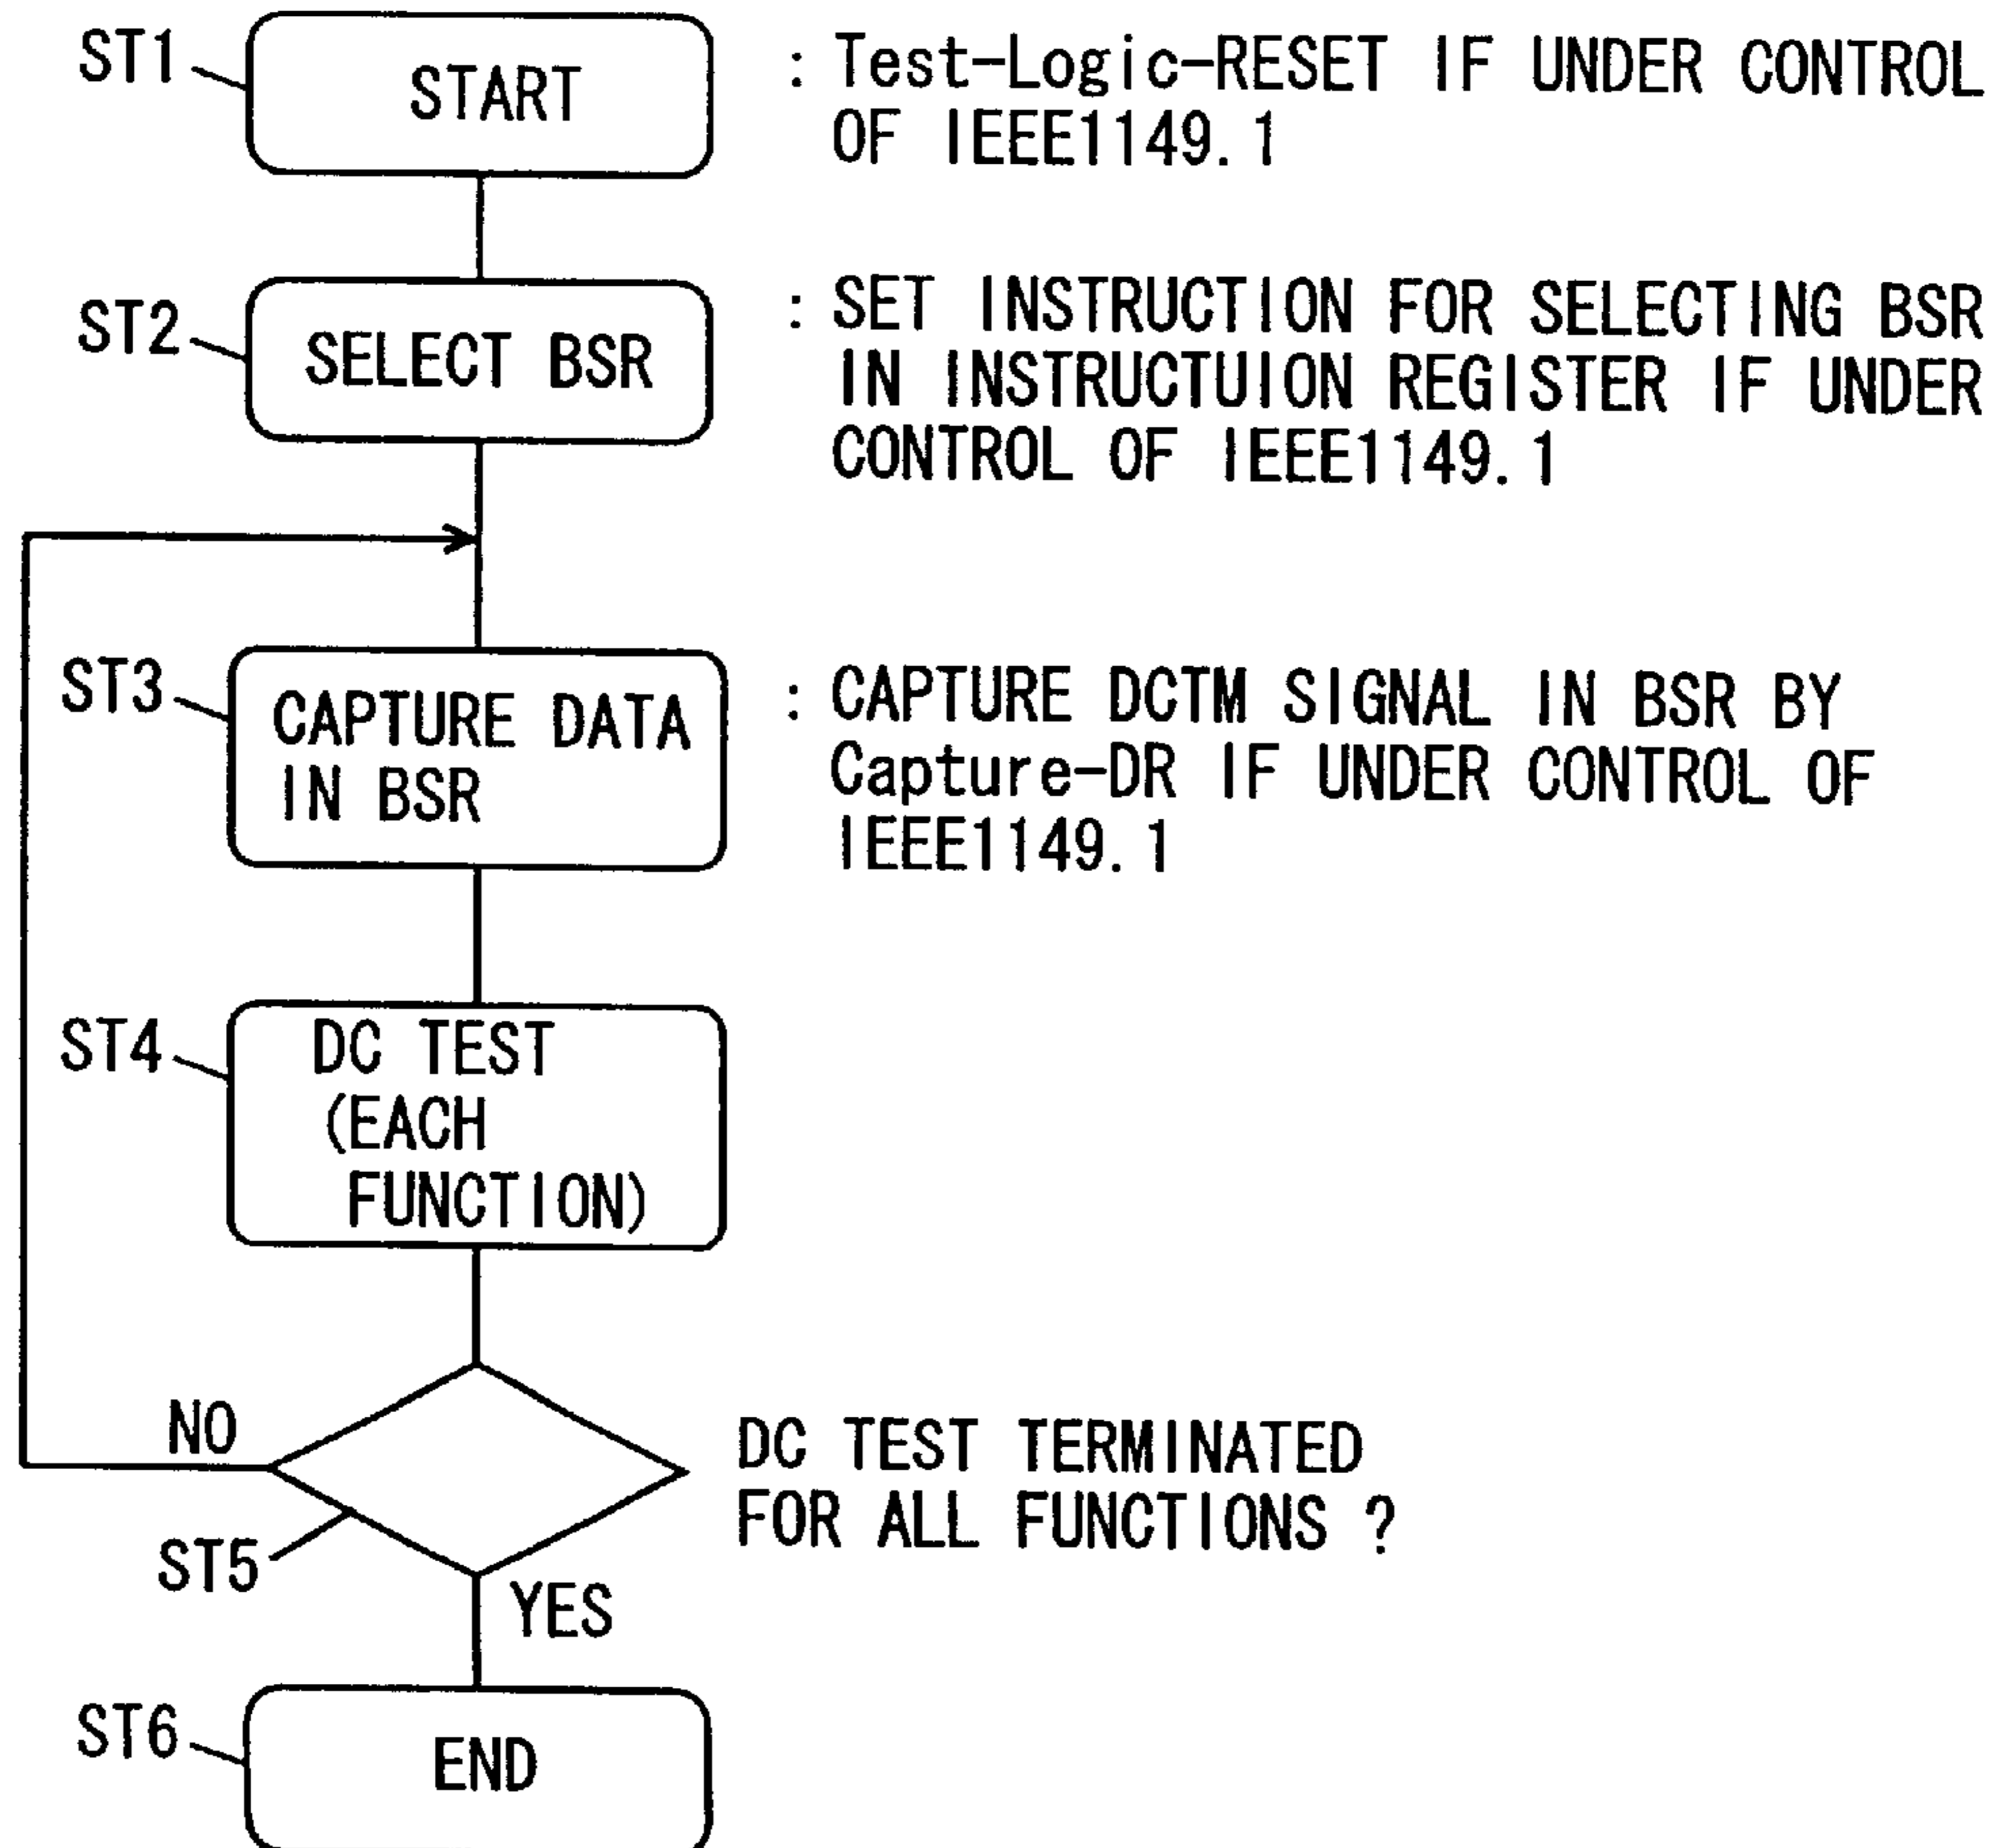 ST1
START
: Test-Logic-RESET IF UNDER CONTROL
OF IEEE1149.1
ST2
SELECT BSR
: SET INSTRUCTION FOR SELECTING BSR
IN INSTRUCTUION REGISTER IF UNDER
CONTROL OF IEEE1149.1
ST3
CAPTURE DATA
IN BSR
: CAPTURE DCTM SIGNAL IN BSR BY
Capture-DR IF UNDER CONTROL OF
IEEE1149.1
ST4
DC TEST
(EACH
FUNCTION)
NO
DC TEST TERMINATED
FOR ALL FUNCTIONS ?
ST5
YES
ST6
END